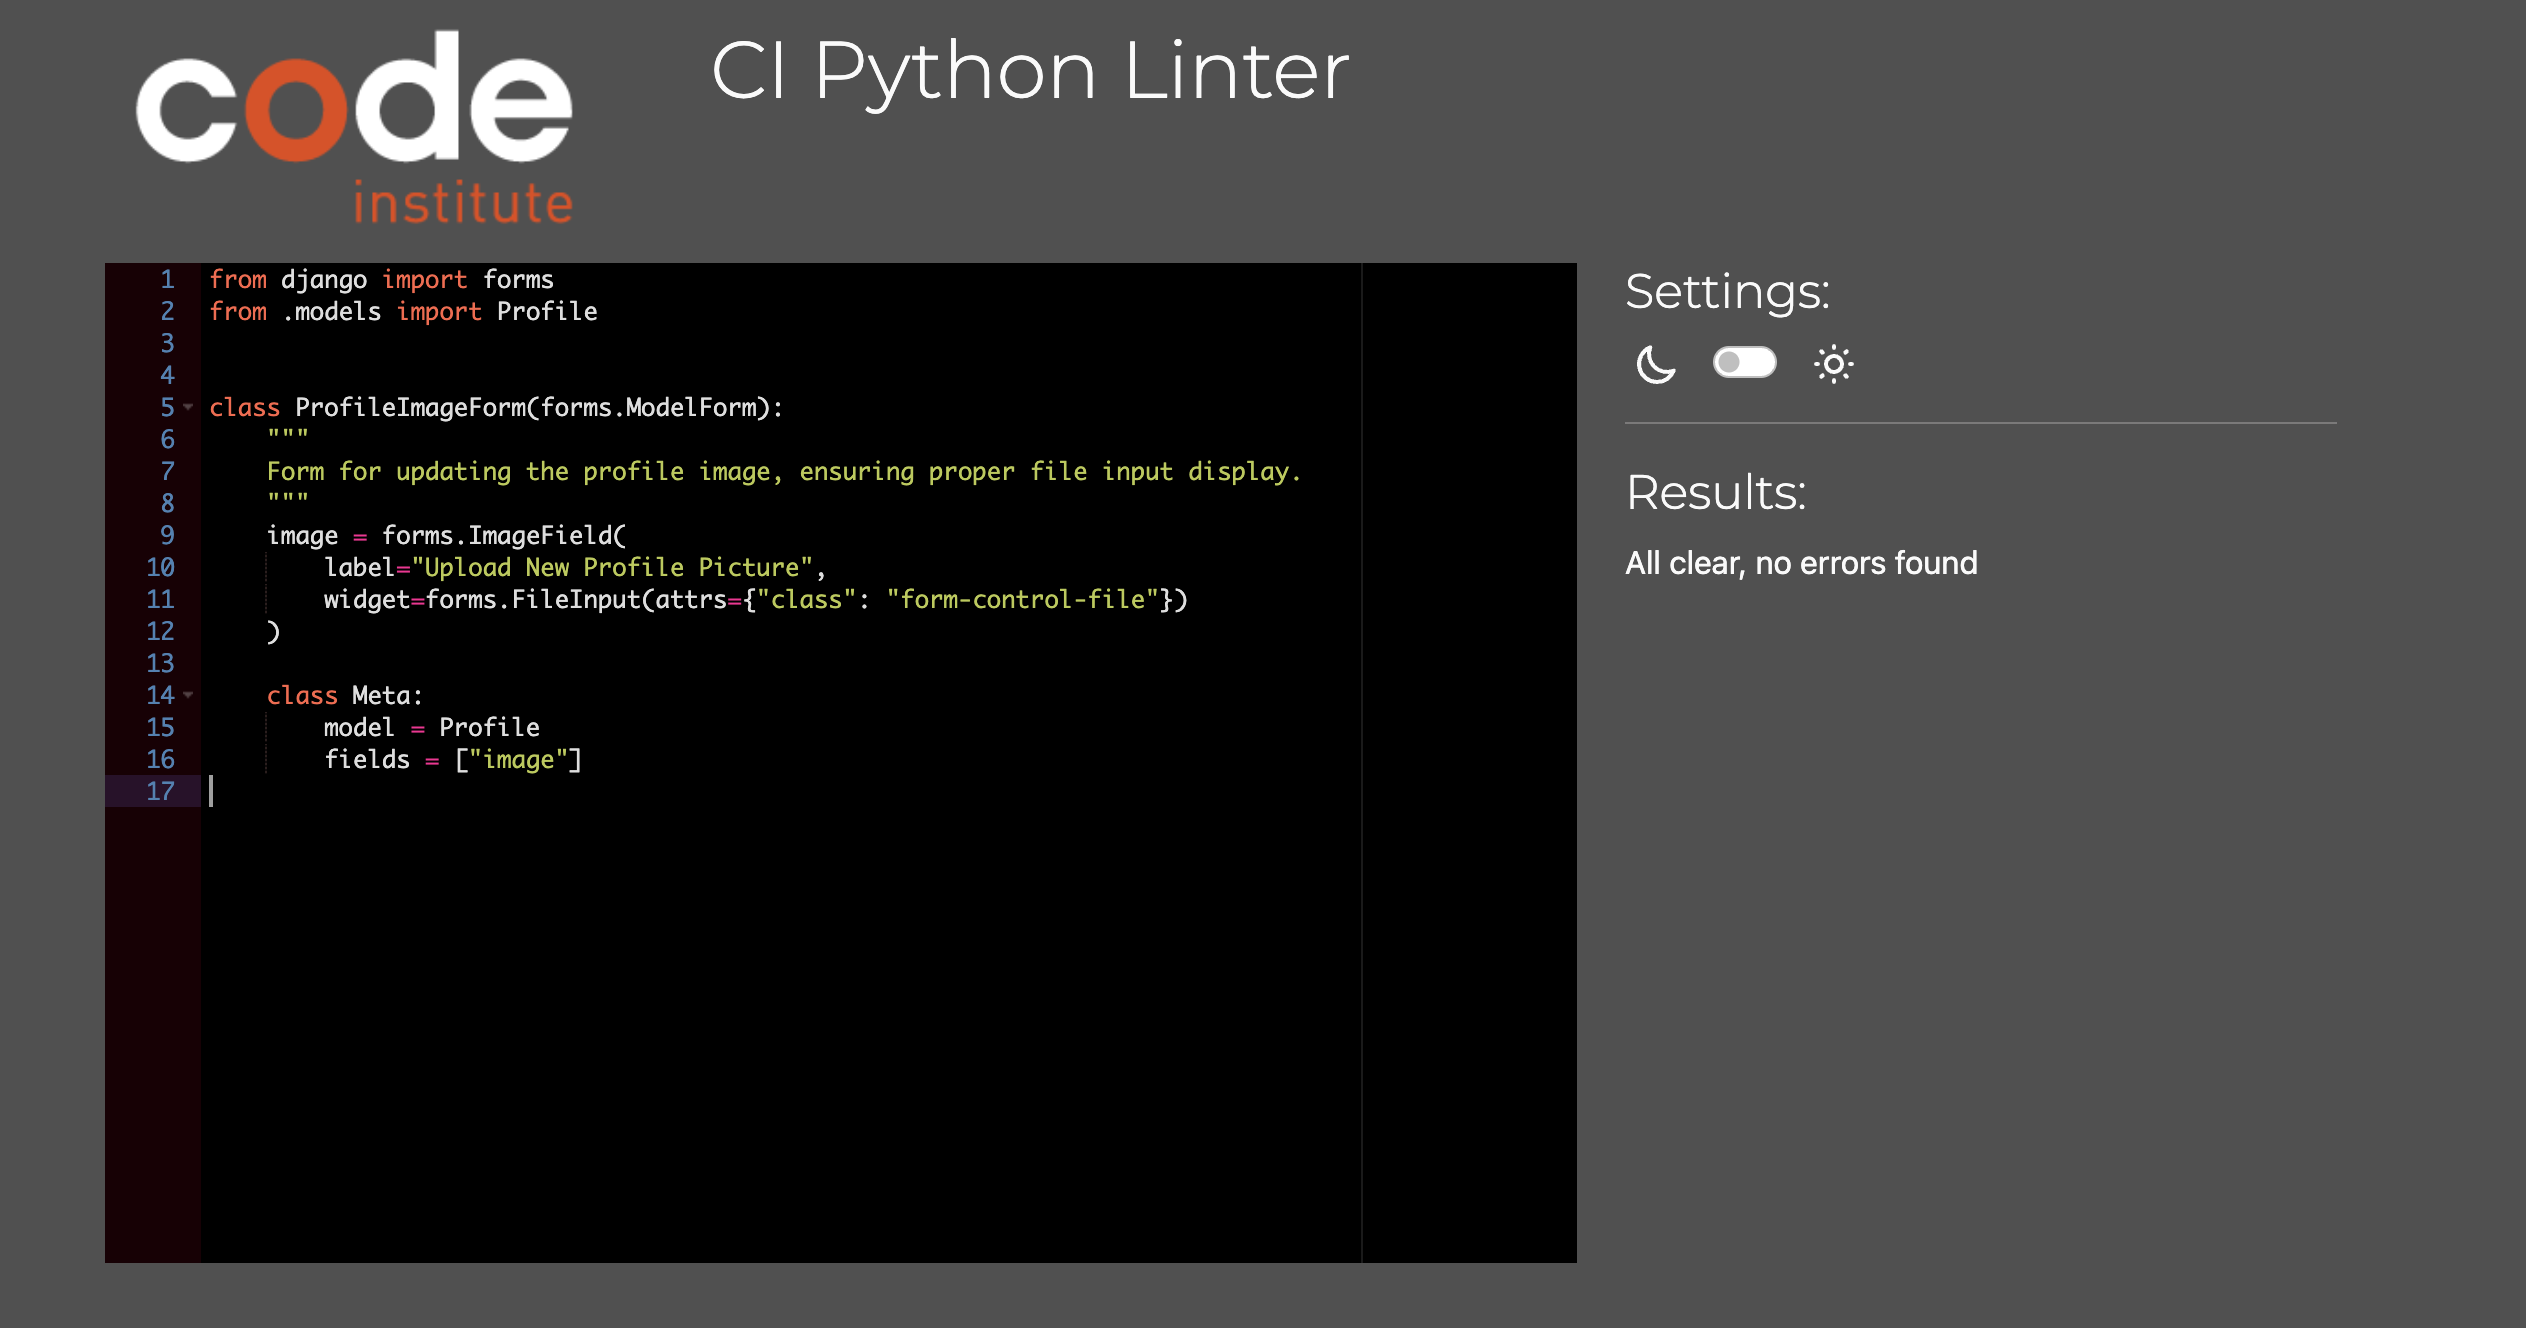 code
institute
CI Python Linter
1 from django import forms
2 from .models import Profile
3
4
5 class ProfileImageForm(forms.ModelForm):
6     """
7     Form for updating the profile image, ensuring proper file input display.
8     """
9     image = forms.ImageField(
10         label="Upload New Profile Picture",
11         widget=forms.FileInput(attrs={"class": "form-control-file"})
12     )
13
14     class Meta:
15         model = Profile
16         fields = ["image"]
17
Settings:
Results:
All clear, no errors found